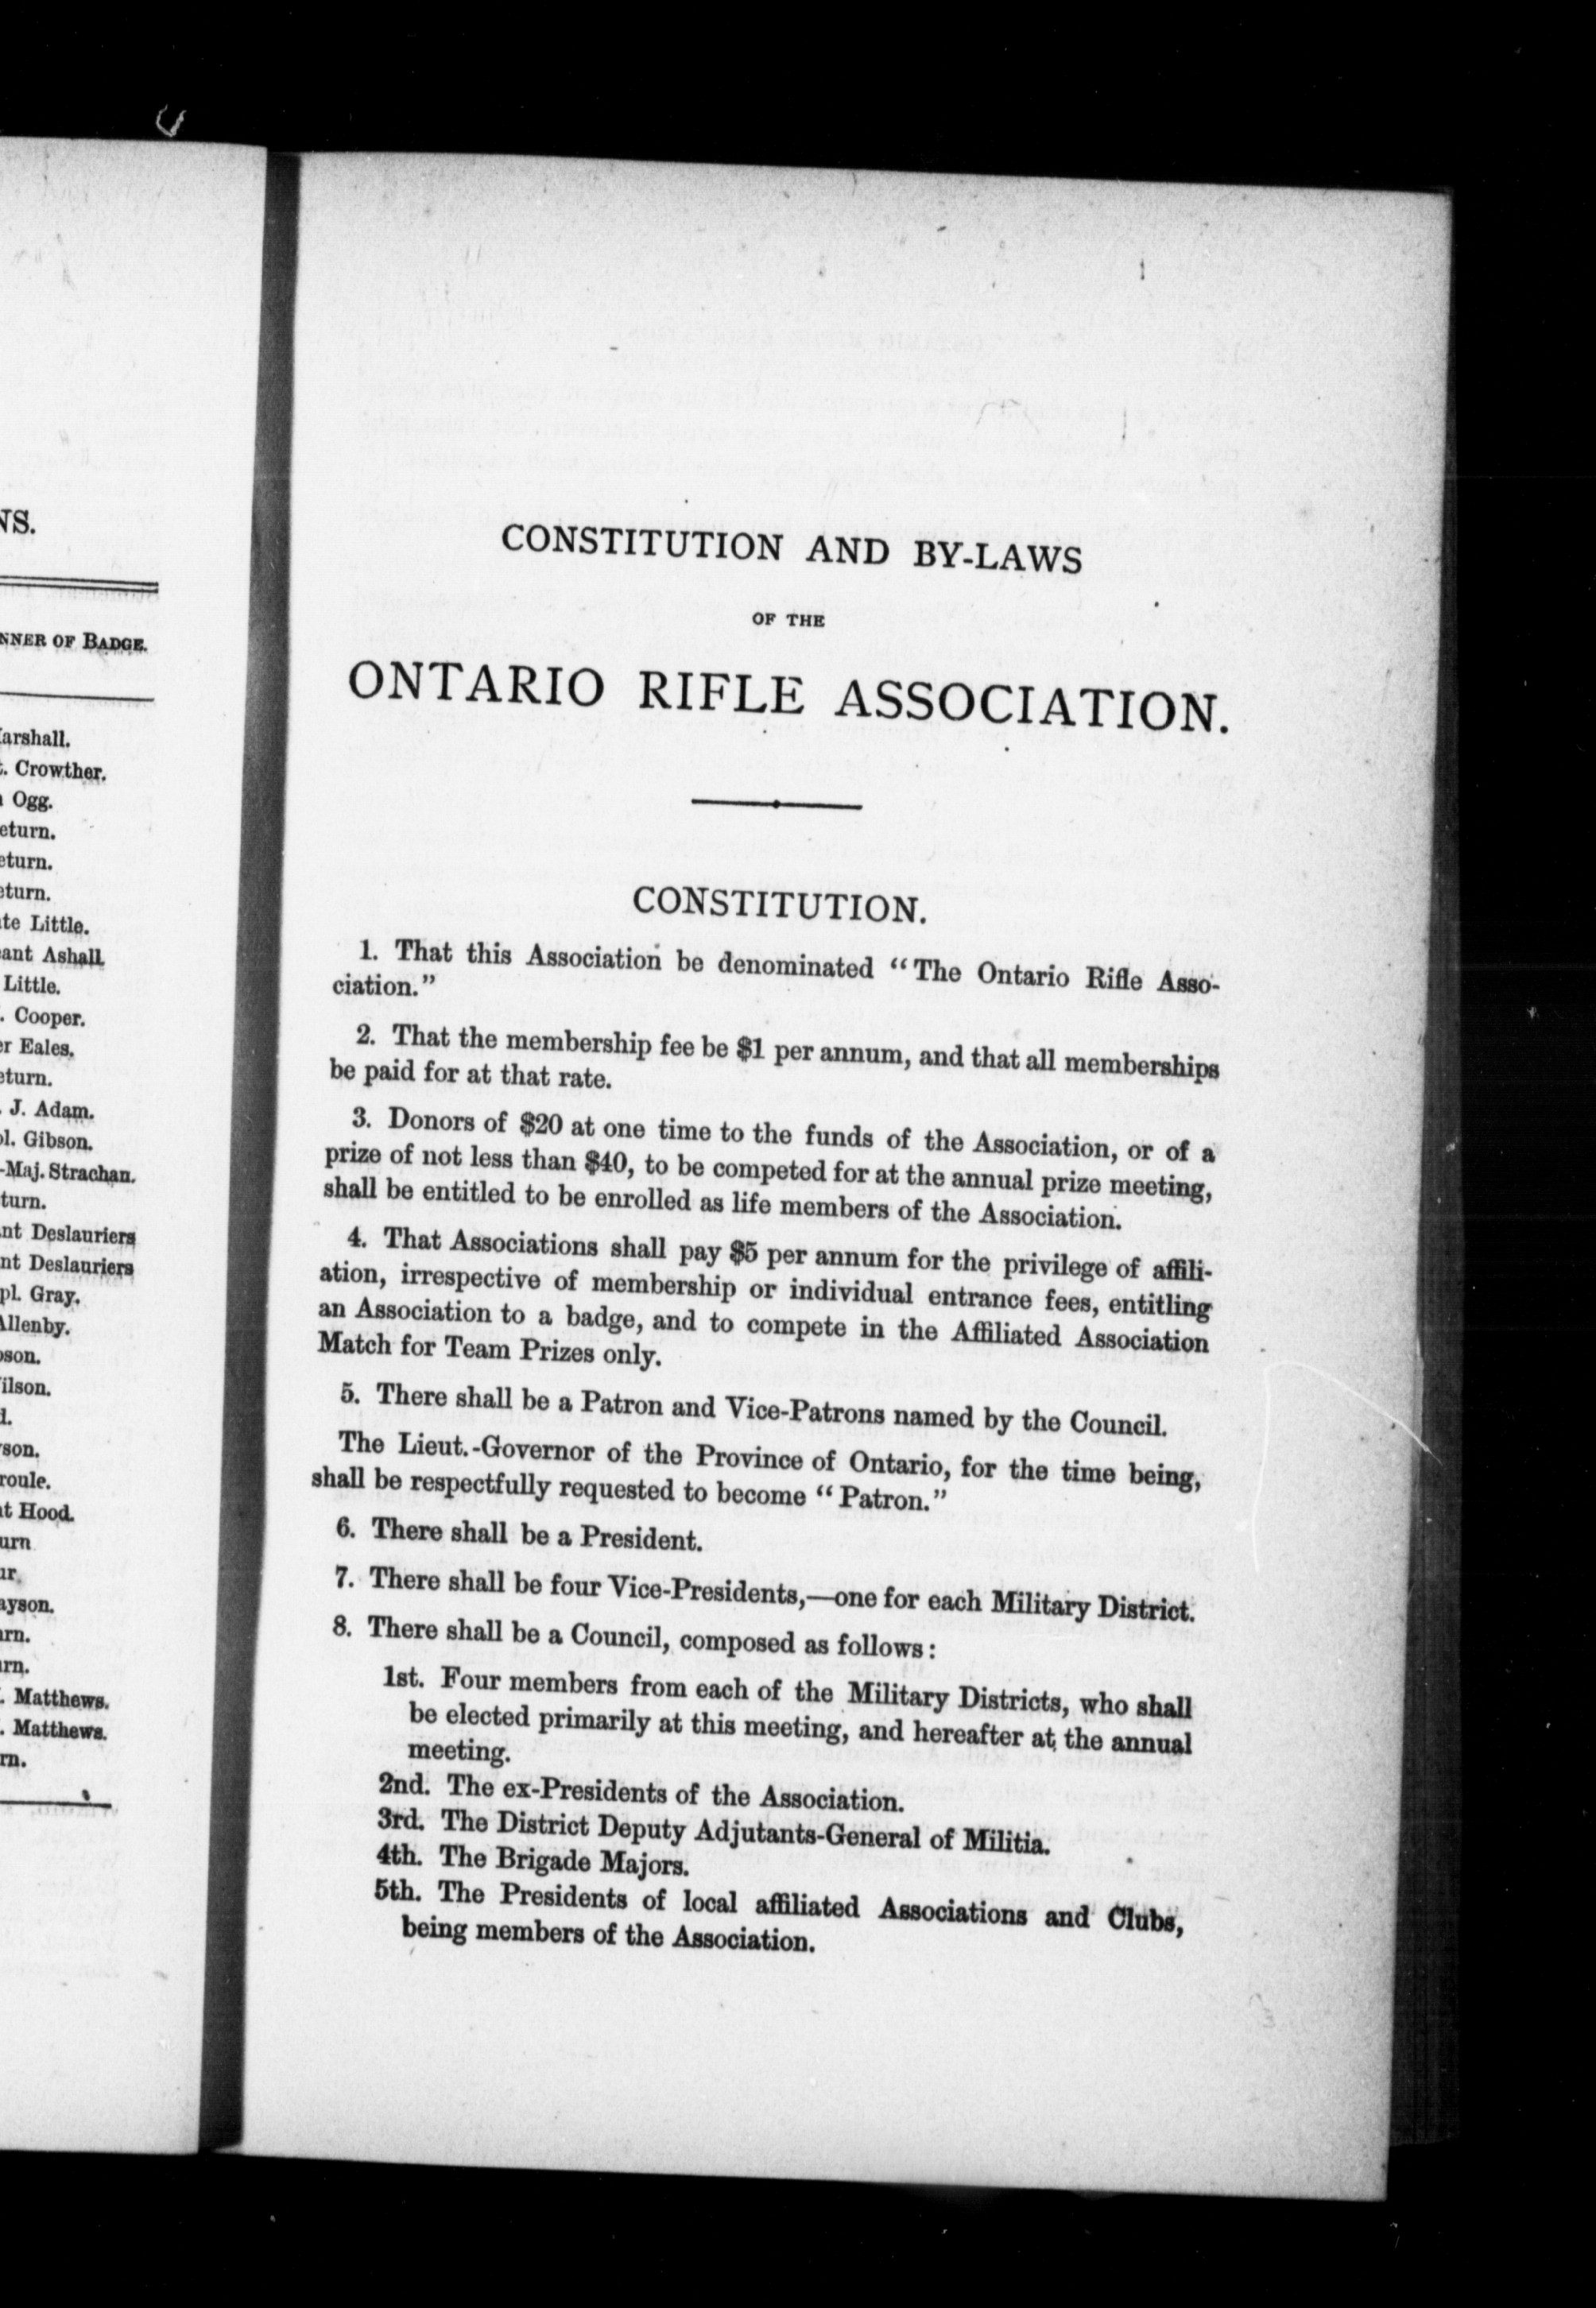 NS.
NNER OF BADGE.
arshall.
. Crowther.
Ogg.
eturn.
eturn.
eturn.
te Little.
ant Ashall
Little.
. Cooper.
er Eales.
eturn.
J. Adam.
ol. Gibson.
-Maj. Strachan.
turn.
nt Deslauriers
nt Deslauriers
pl. Gray.
Allenby.
son.
ilson.
d.
son.
roule.
t Hood.
urn
ur.
ayson.
rn.
rn.
. Matthews.
. Matthews.
rn.
CONSTITUTION AND BY-LAWS
OF THE
ONTARIO RIFLE ASSOCIATION.
CONSTITUTION.
1. That this Association be denominated "The Ontario Rifle Asso-
ciation."
2. That the membership fee be $1 per annum, and that all memberships
be paid for at that rate.
3. Donors of $20 at one time to the funds of the Association, or of a
prize of not less than $40, to be competed for at the annual prize meeting,
shall be entitled to be enrolled as life members of the Association.
4. That Associations shall pay $5 per annum for the privilege of affili-
ation, irrespective of membership or individual entrance fees, entitling
an Association to a badge, and to compete in the Affiliated Association
Match for Team Prizes only.
5. There shall be a Patron and Vice-Patrons named by the Council.
The Lieut.-Governor of the Province of Ontario, for the time being,
shall be respectfully requested to become "Patron."
6. There shall be a President.
7. There shall be four Vice-Presidents,—one for each Military District.
8. There shall be a Council, composed as follows:
1st. Four members from each of the Military Districts, who shall
be elected primarily at this meeting, and hereafter at the annual
meeting.
2nd. The ex-Presidents of the Association.
3rd. The District Deputy Adjutants-General of Militia.
4th. The Brigade Majors.
5th. The Presidents of local affiliated Associations and Clubs,
being members of the Association.